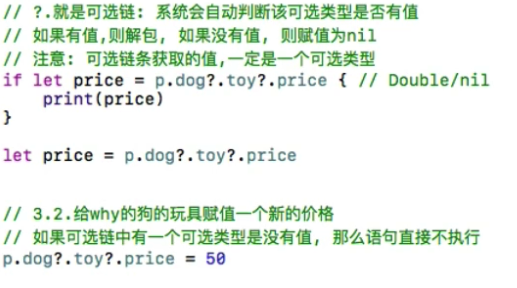 // ?.就是可选链: 系统会自动判断该可选类型是否有值
// 如果有值,则解包, 如果没有值, 则赋值为nil
// 注意: 可选链条获取的值,一定是一个可选类型
if let price = p.dog?.toy?.price { // Double/nil
    print(price)
}
let price = p.dog?.toy?.price
// 3.2.给why的狗的玩具赋值一个新的价格
// 如果可选链中有一个可选类型是没有值, 那么语句直接不执行
p.dog?.toy?.price = 50